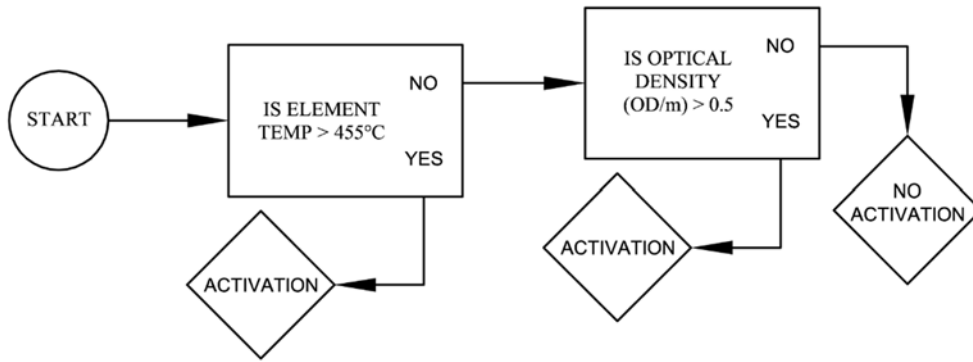 START
IS ELEMENT
TEMP > 455°C
NO
YES
ACTIVATION
IS OPTICAL
DENSITY
(OD/m) > 0.5
NO
YES
ACTIVATION
NO
ACTIVATION